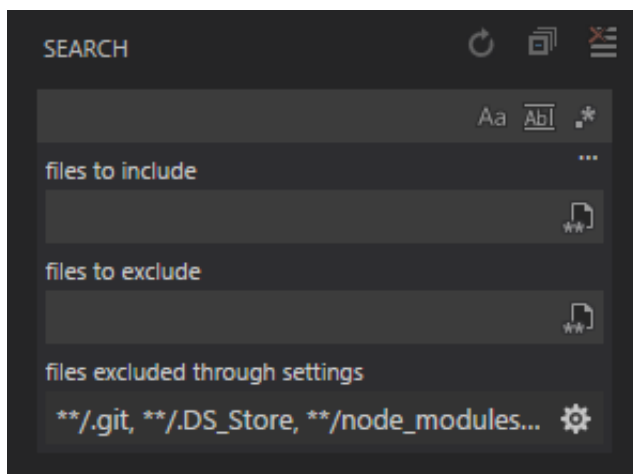 SEARCH
Aa Abl .*
...
files to include
**
files to exclude
**
files excluded through settings
**/.git, **/.DS_Store, **/node_modules...